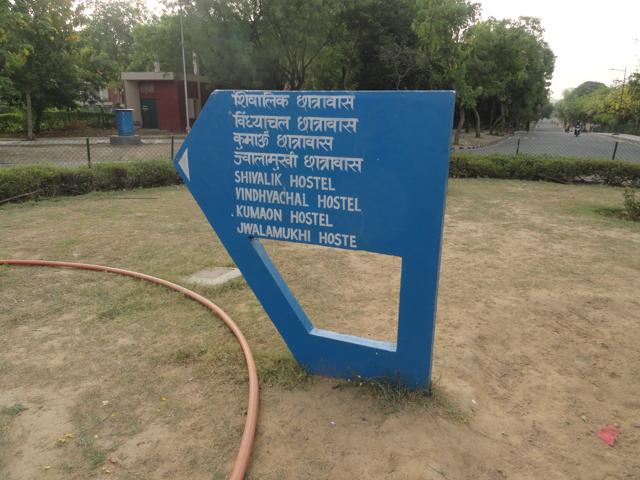 शिवालिक छात्रावास
विंध्याचल छात्रावास
कुमाऊँ छात्रावास
ज्वालामुखी छात्रावास
SHIVALIK HOSTEL
VINDHYACHAL HOSTEL
KUMAON HOSTEL
JWALAMUKHI HOSTE